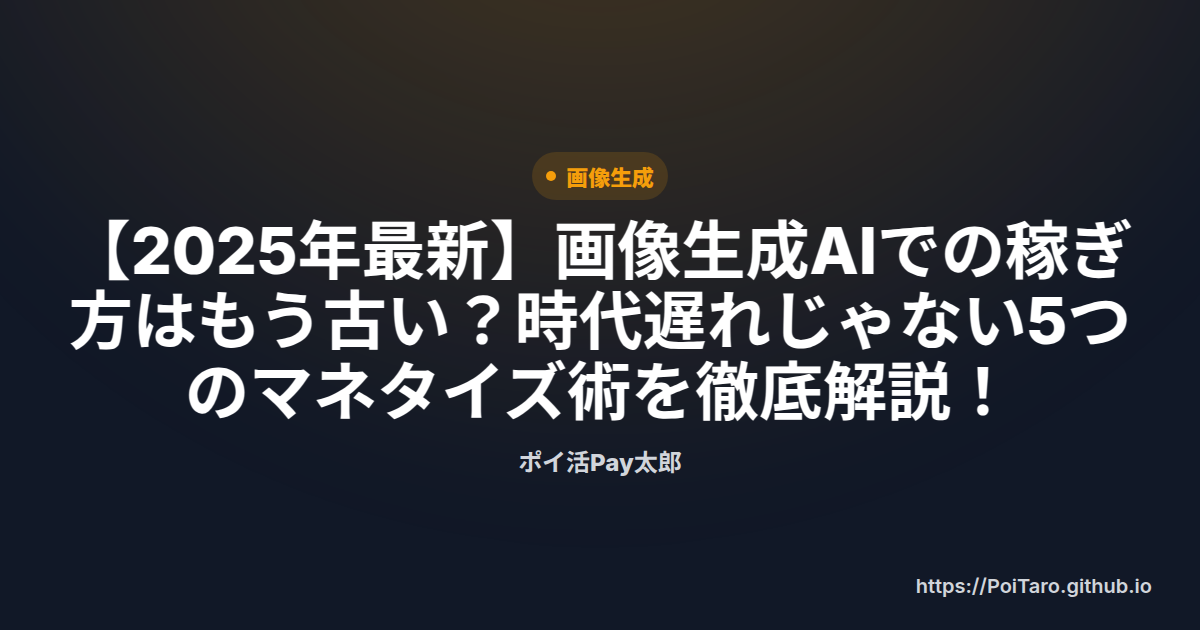 画像生成
【2025年最新】画像生成AIでの稼ぎ
方はもう古い？時代遅れじゃない5つ
のマネタイズ術を徹底解説！
ポイ活Pay太郎
https://PoiTaro.github.io